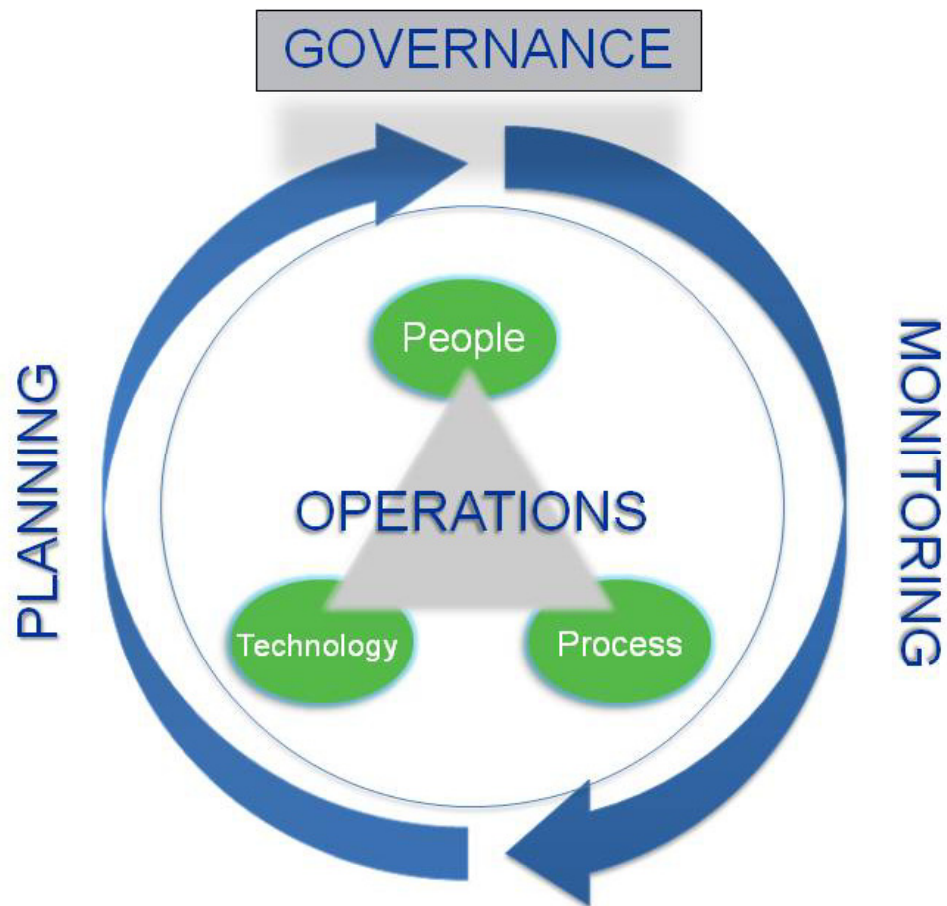 GOVERNANCE
People
PLANNING
MONITORING
OPERATIONS
Technology
Process